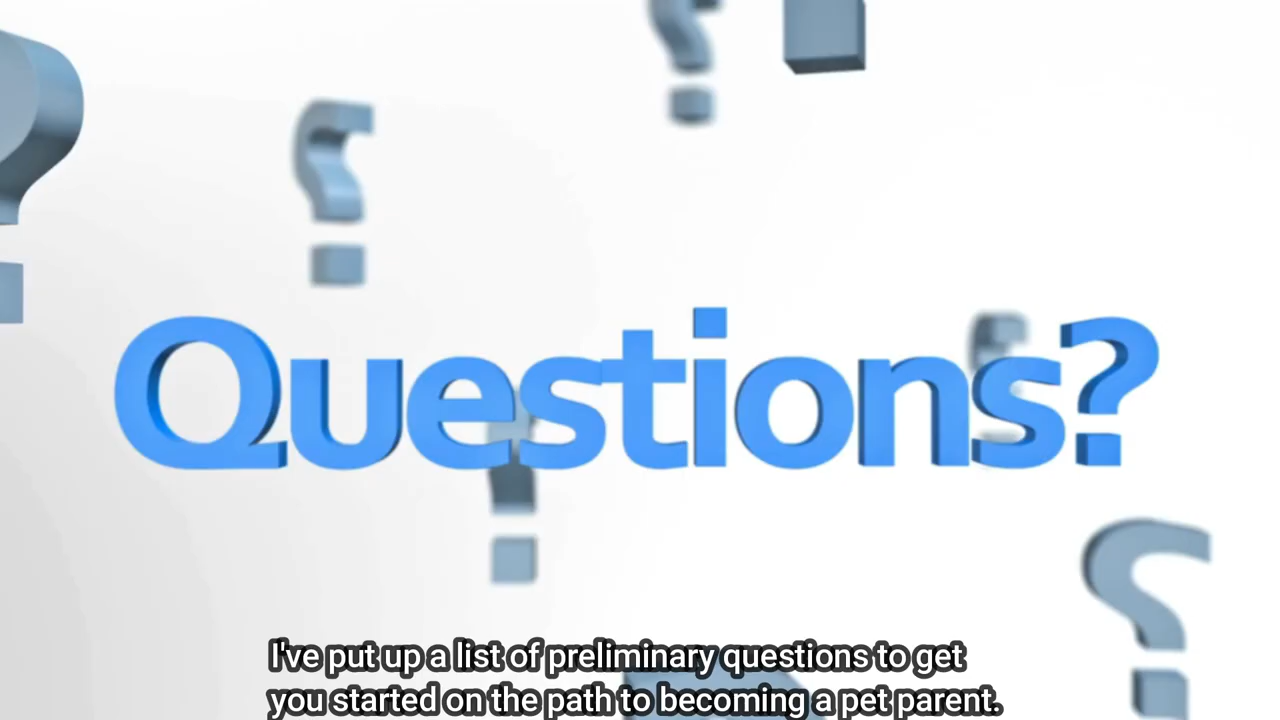 Questions?
I've put up a list of preliminary questions to get
you started on the path to becoming a pet parent.